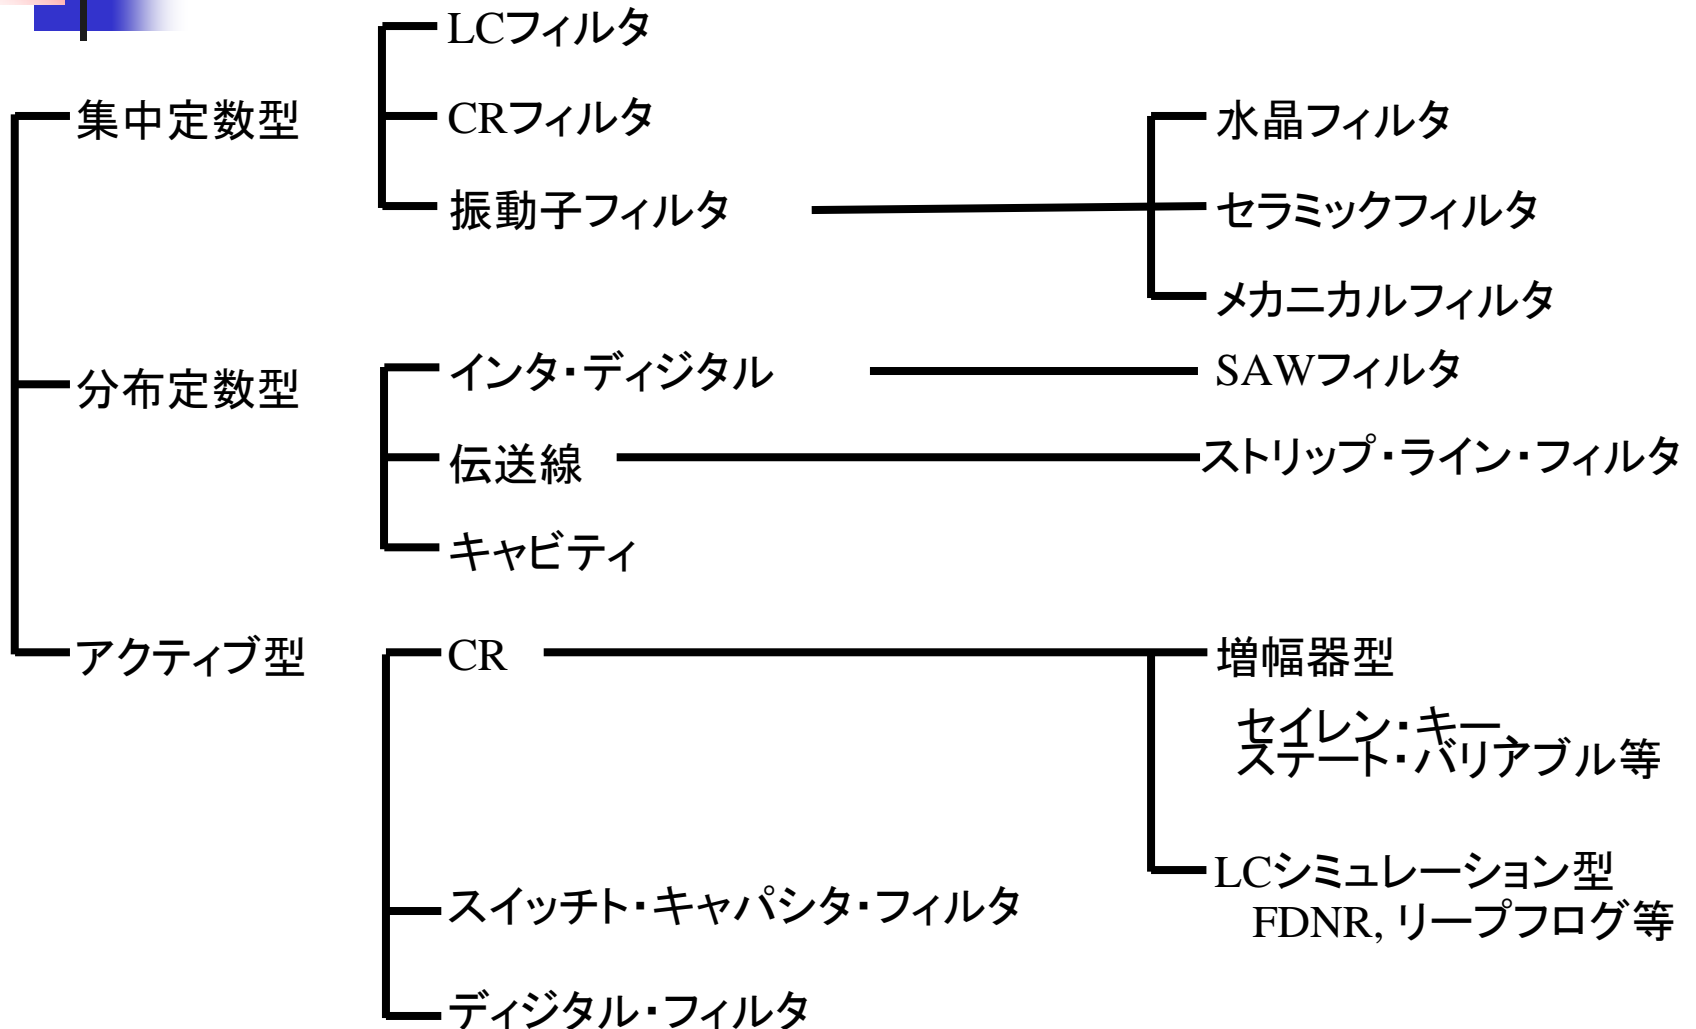 LCフィルタ
集中定数型
CRフィルタ
水晶フィルタ
振動子フィルタ
セラミックフィルタ
メカニカルフィルタ
分布定数型
インタ・ディジタル
SAWフィルタ
伝送線
ストリップ・ライン・フィルタ
キャビティ
アクティブ型
CR
増幅器型
セイレン・キー、
ステート・バリアブル等
LCシミュレーション型
FDNR, リープフログ等
スイッチト・キャパシタ・フィルタ
ディジタル・フィルタ